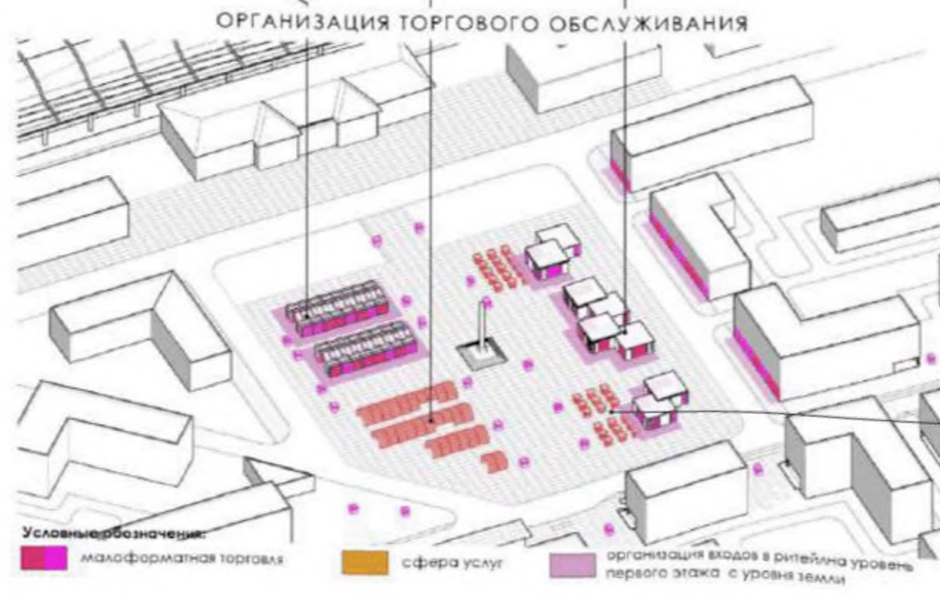 ОРГАНИЗАЦИЯ ТОРГОВОГО ОБСЛУЖИВАНИЯ
Условные обозначения:
малоформатная торговля
сфера услуг
организация входов в ритейлна уровень
первого этажа с уровня земли